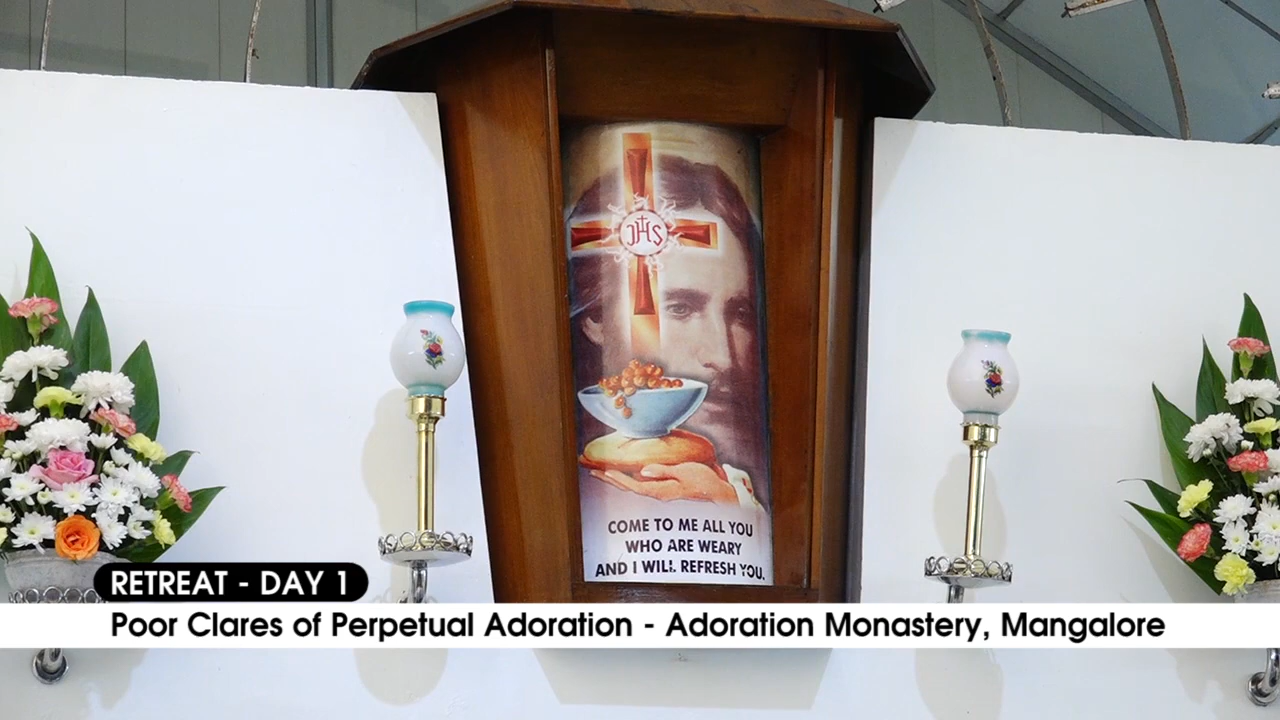 JHS
COME TO ME ALL YOU
WHO ARE WEARY
AND I WILL REFRESH YOU.
RETREAT - DAY 1
Poor Clares of Perpetual Adoration - Adoration Monastery, Mangalore